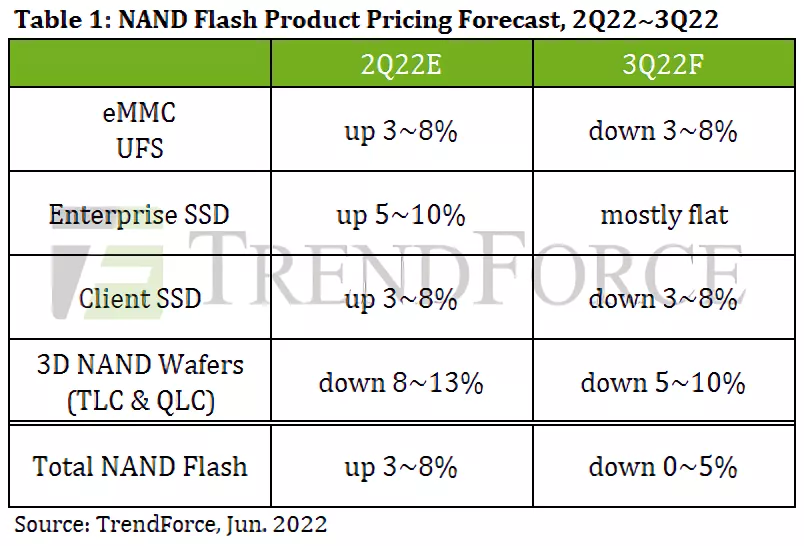 Table 1: NAND Flash Product Pricing Forecast, 2Q22~3Q22
2Q22E 3Q22F
eMMC
UFS up 3~8% down 3~8%
Enterprise SSD up 5~10% mostly flat
TRENDFORCE
Client SSD up 3~8% down 3~8%
3D NAND Wafers
(TLC & QLC) down 8~13% down 5~10%
Total NAND Flash up 3~8% down 0~5%
Source: TrendForce, Jun. 2022